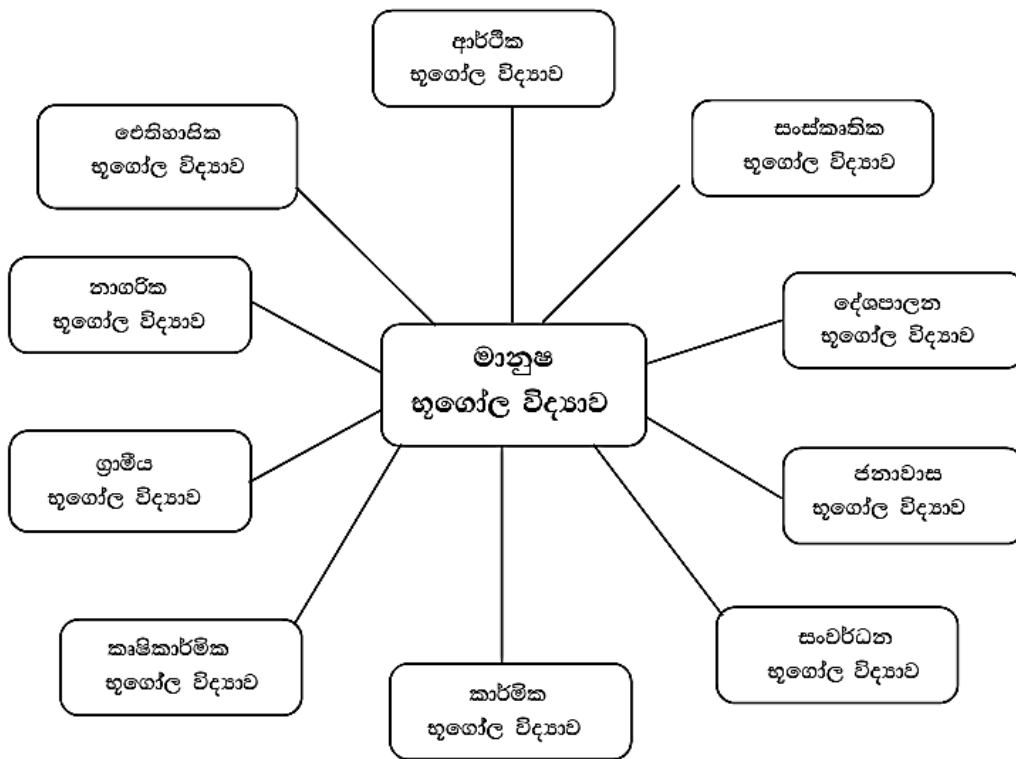 ආර්ථික
භූගෝල විද්‍යාව
ඓතිහාසික
භූගෝල විද්‍යාව
සංස්කෘතික
භූගෝල විද්‍යාව
නාගරික
භූගෝල විද්‍යාව
දේශපාලන
භූගෝල විද්‍යාව
මානුෂ
භූගෝල විද්‍යාව
ග්‍රාමීය
භූගෝල විද්‍යාව
ජනාවාස
භූගෝල විද්‍යාව
කෘෂිකාර්මික
භූගෝල විද්‍යාව
කාර්මික
භූගෝල විද්‍යාව
සංවර්ධන
භූගෝල විද්‍යාව